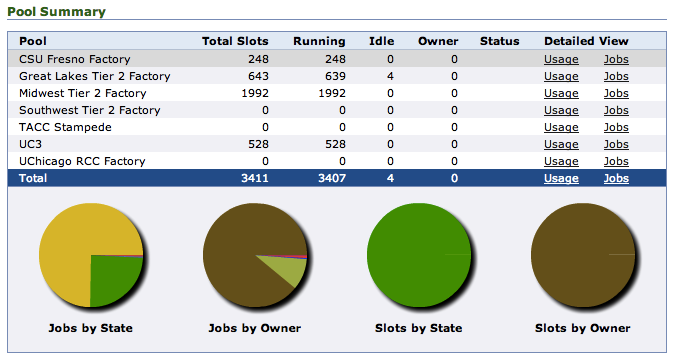 Pool Summary
Pool Total Slots Running Idle Owner Status Detailed View
CSU Fresno Factory 248 248 0 0 Usage Jobs
Great Lakes Tier 2 Factory 643 639 4 0 Usage Jobs
Midwest Tier 2 Factory 1992 1992 0 0 Usage Jobs
Southwest Tier 2 Factory 0 0 0 0 Usage Jobs
TACC Stampede 0 0 0 0 Usage Jobs
UC3 528 528 0 0 Usage Jobs
UChicago RCC Factory 0 0 0 0 Usage Jobs
Total 3411 3407 4 0 Usage Jobs
Jobs by State Jobs by Owner Slots by State Slots by Owner